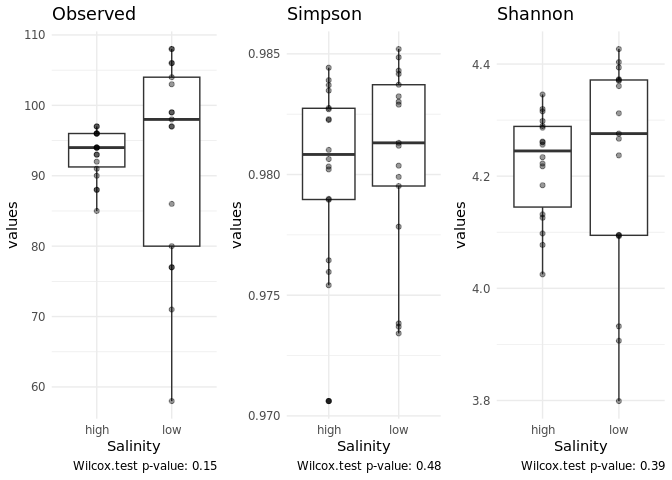 Observed
values
110
100
90
80
70
60
high low
Salinity
Wilcox.test p-value: 0.15
Simpson
values
0.985
0.980
0.975
0.970
high low
Salinity
Wilcox.test p-value: 0.48
Shannon
values
4.4
4.2
4.0
3.8
high low
Salinity
Wilcox.test p-value: 0.39